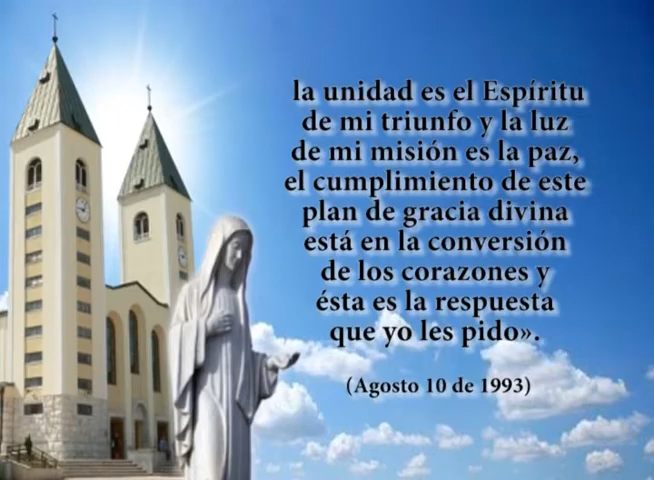 la unidad es el Espíritu
de mi triunfo y la luz
de mi misión es la paz,
el cumplimiento de este
plan de gracia divina
está en la conversión
de los corazones y
ésta es la respuesta
que yo les pido».
(Agosto 10 de 1993)